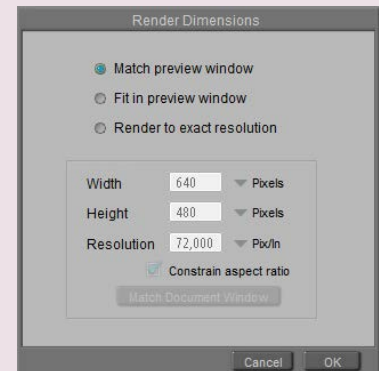 Render Dimensions
Match preview window
Fit in preview window
Render to exact resolution
Width 640 Pixels
Height 480 Pixels
Resolution 72,000 Pix/In
Constrain aspect ratio
Match Document Window
Cancel OK